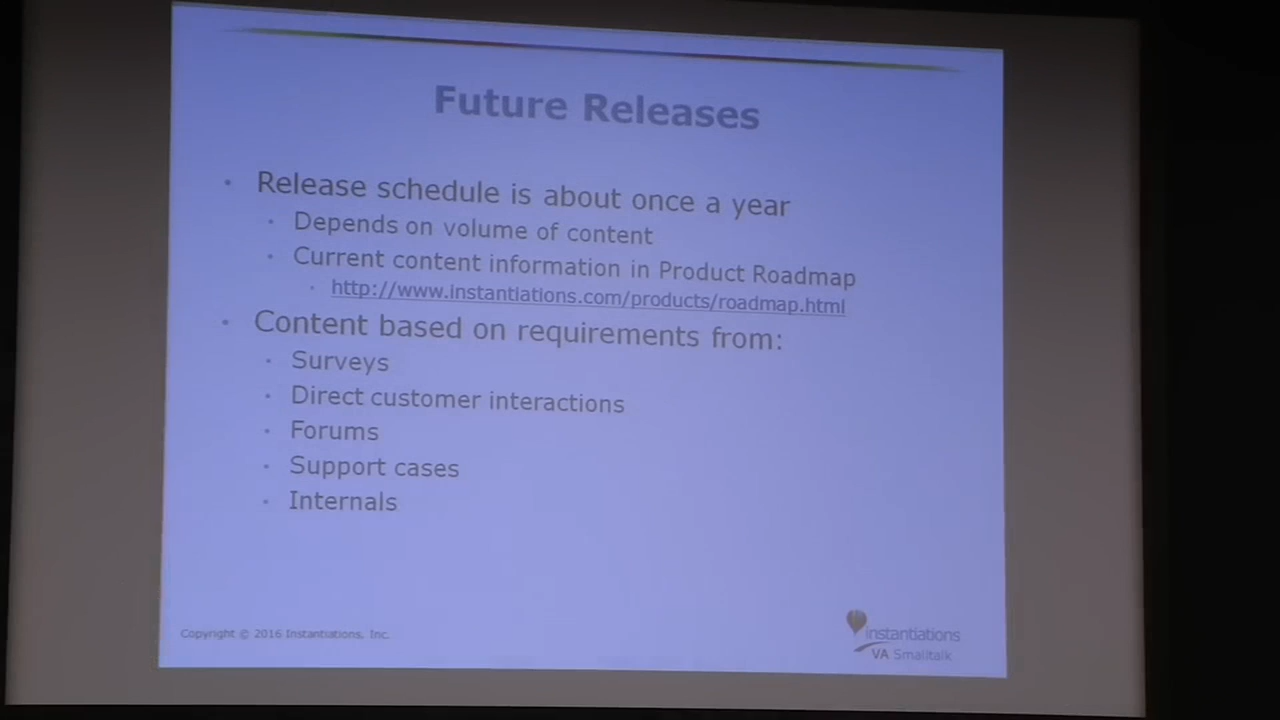 Future Releases
• Release schedule is about once a year
• Depends on volume of content
• Current content information in Product Roadmap
• http://www.instantiations.com/products/roadmap.html
• Content based on requirements from:
• Surveys
• Direct customer interactions
• Forums
• Support cases
• Internals
Copyright © 2016 Instantiations, Inc.
instantiations
VA Smalltalk